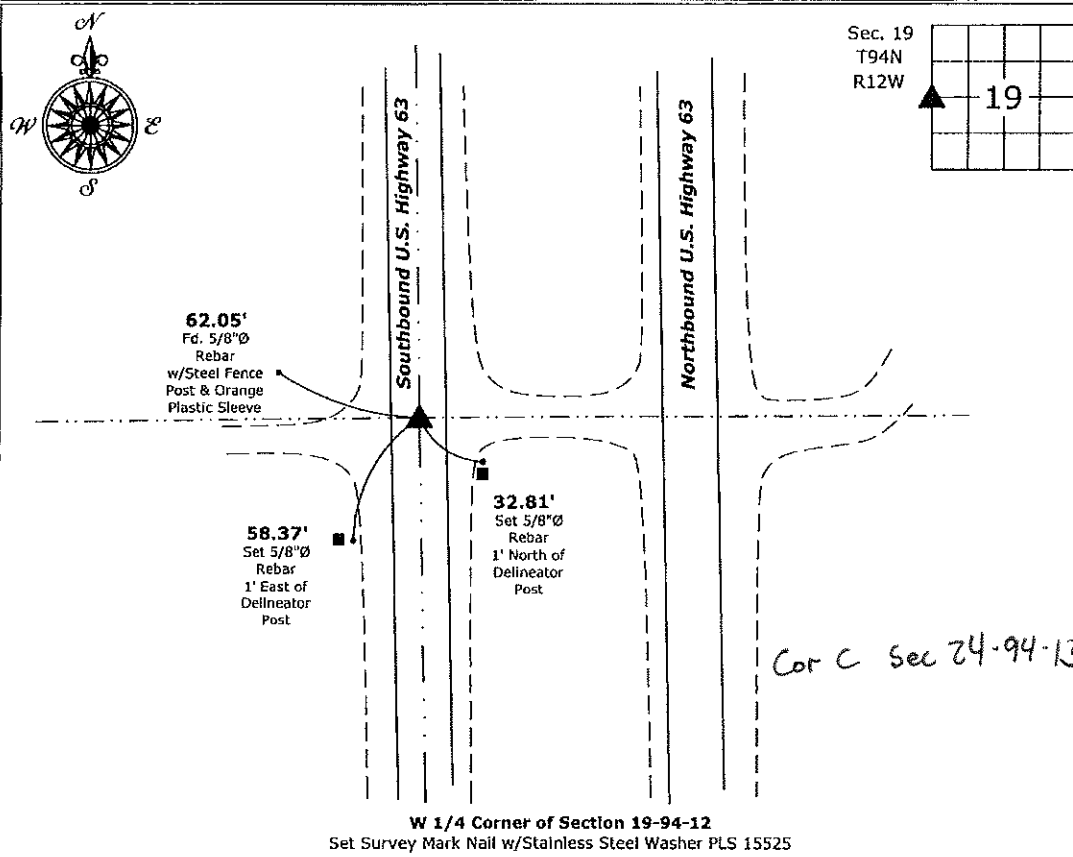 N
W
E
S
Sec. 19
T94N
R12W
19
Southbound U.S. Highway 63
Northbound U.S. Highway 63
62.05'
Fd. 5/8"Ø
Rebar
w/Steel Fence
Post & Orange
Plastic Sleeve
58.37'
Set 5/8"Ø
Rebar
1' East of
Delineator
Post
32.81'
Set 5/8"Ø
Rebar
1' North of
Delineator
Post
Cor C Sec 24-94-13
W 1/4 Corner of Section 19-94-12
Set Survey Mark Nail w/Stainless Steel Washer PLS 15525